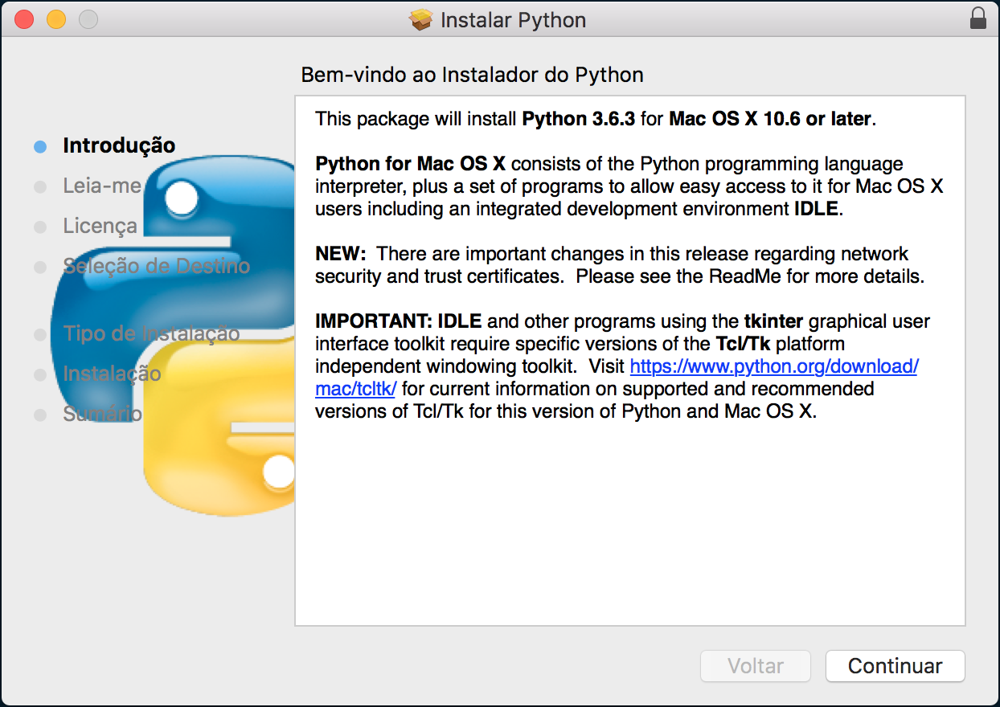 Instalar Python
Bem-vindo ao Instalador do Python
Introdução
Leia-me
Licença
Seleção de Destino
Tipo de Instalação
Instalação
Sumário
This package will install Python 3.6.3 for Mac OS X 10.6 or later.
Python for Mac OS X consists of the Python programming language
interpreter, plus a set of programs to allow easy access to it for Mac OS X
users including an integrated development environment IDLE.
NEW:  There are important changes in this release regarding network
security and trust certificates.  Please see the ReadMe for more details.
IMPORTANT: IDLE and other programs using the tkinter graphical user
interface toolkit require specific versions of the Tcl/Tk platform
independent windowing toolkit.  Visit https://www.python.org/download/
mac/tcltk/ for current information on supported and recommended
versions of Tcl/Tk for this version of Python and Mac OS X.
Voltar
Continuar